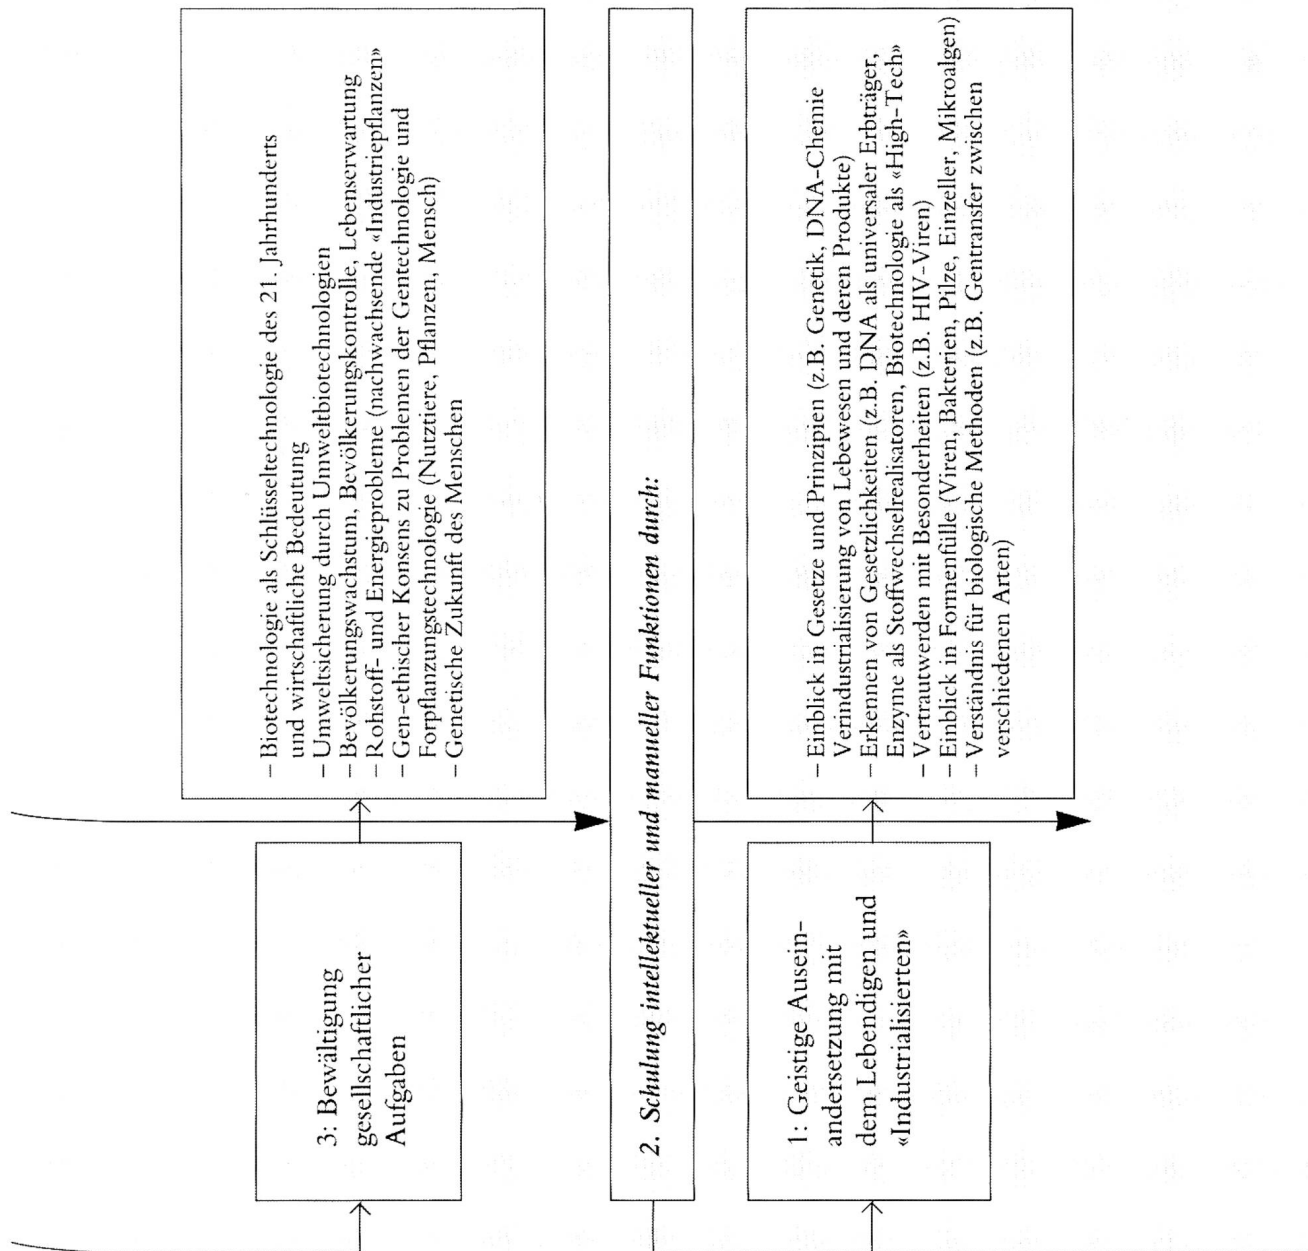 3: Bewältigung
gesellschaftlicher
Aufgaben
– Biotechnologie als Schlüsseltechnologie des 21. Jahrhunderts
und wirtschaftliche Bedeutung
– Umweltsicherung durch Umweltbiotechnologien
– Bevölkerungswachstum, Bevölkerungskontrolle, Lebenserwartung
– Rohstoff- und Energieprobleme (nachwachsende «Industriepflanzen»
– Gen-ethischer Konsens zu Problemen der Gentechnologie und
Forpflanzungstechnologie (Nutztiere, Pflanzen, Mensch)
– Genetische Zukunft des Menschen
2. Schulung intellektueller und manueller Funktionen durch:
1: Geistige Ausein-
andersetzung mit
dem Lebendigen und
«Industrialisierten»
– Einblick in Gesetze und Prinzipien (z.B. Genetik, DNA-Chemie
Verindustrialisierung von Lebewesen und deren Produkte)
– Erkennen von Gesetzlichkeiten (z.B. DNA als universaler Erbträger,
Enzyme als Stoffwechselrealisatoren, Biotechnologie als «High-Tech»
– Vertrautwerden mit Besonderheiten (z.B. HIV-Viren)
– Einblick in Formenfülle (Viren, Bakterien, Pilze, Einzeller, Mikroalgen)
– Verständnis für biologische Methoden (z.B. Gentransfer zwischen
verschiedenen Arten)